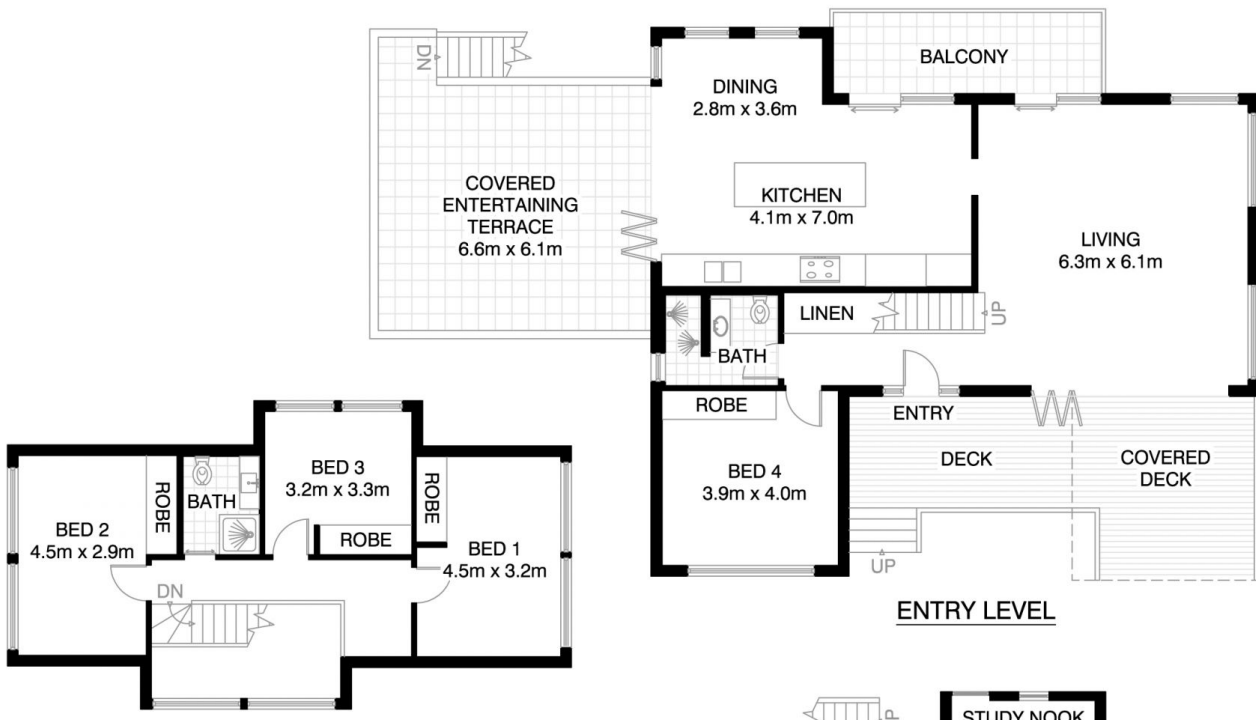 DN
BALCONY
DINING
2.8m x 3.6m
COVERED
ENTERTAINING
TERRACE
6.6m x 6.1m
KITCHEN
4.1m x 7.0m
LIVING
6.3m x 6.1m
LINEN
UP
BATH
ROBE
ENTRY
BED 4
3.9m x 4.0m
DECK
COVERED
DECK
UP
ENTRY LEVEL
BED 2
4.5m x 2.9m
ROBE
BATH
BED 3
3.2m x 3.3m
ROBE
ROBE
BED 1
4.5m x 3.2m
DN
STUDY NOOK